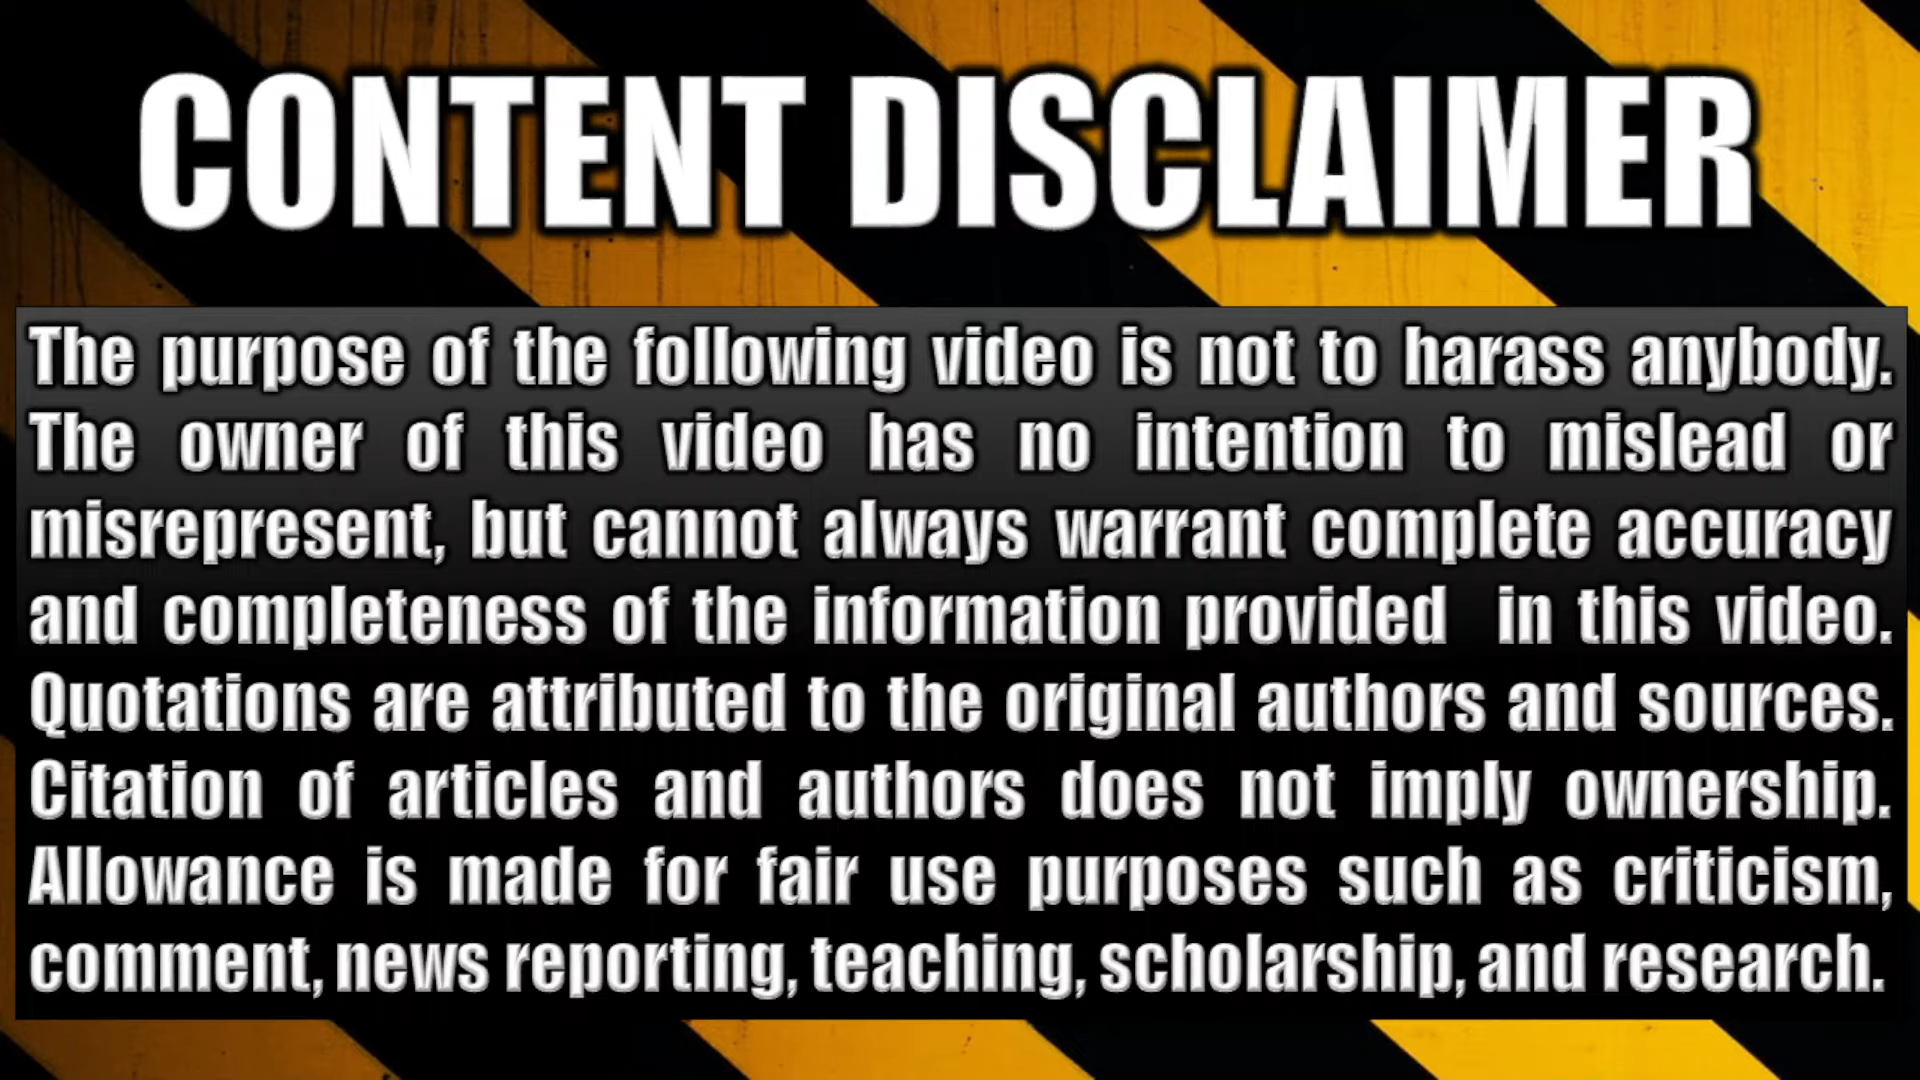 CONTENT DISCLAIMER
The purpose of the following video is not to harass anybody.
The owner of this video has no intention to mislead or
misrepresent, but cannot always warrant complete accuracy
and completeness of the information provided in this video.
Quotations are attributed to the original authors and sources.
Citation of articles and authors does not imply ownership.
Allowance is made for fair use purposes such as criticism,
comment, news reporting, teaching, scholarship, and research.